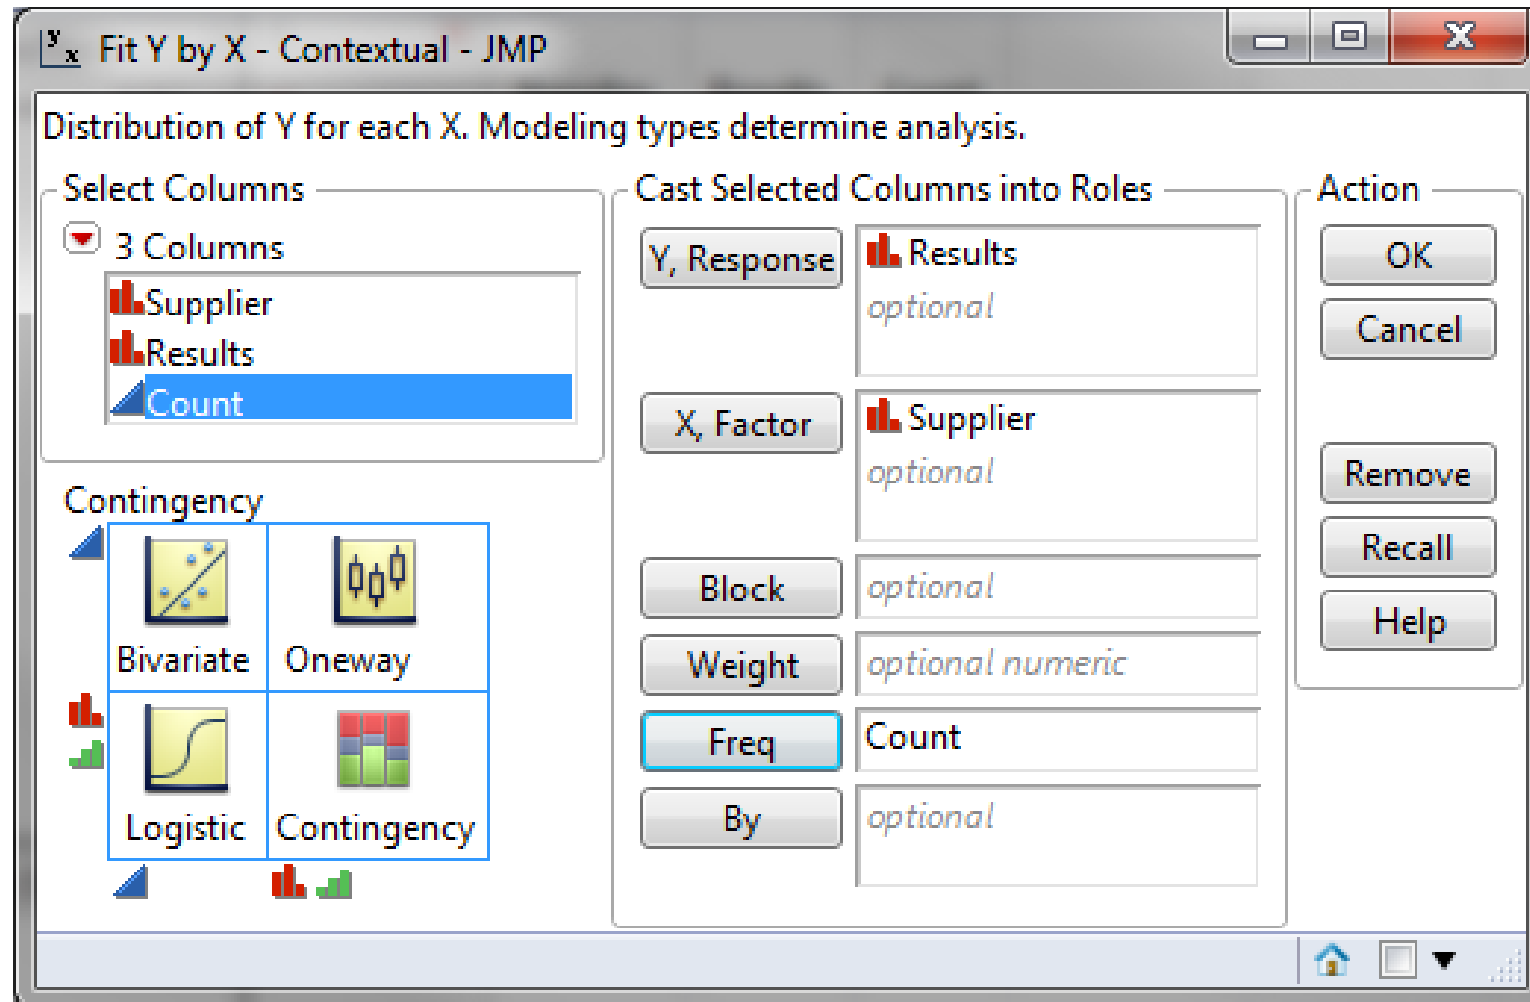 Fit Y by X - Contextual - JMP
Distribution of Y for each X. Modeling types determine analysis.
Select Columns
3 Columns
Supplier
Results
Count
Contingency
Bivariate
Oneway
Logistic
Contingency
Cast Selected Columns into Roles
Y, Response
Results
optional
X, Factor
Supplier
optional
Block
optional
Weight
optional numeric
Freq
Count
By
optional
Action
OK
Cancel
Remove
Recall
Help